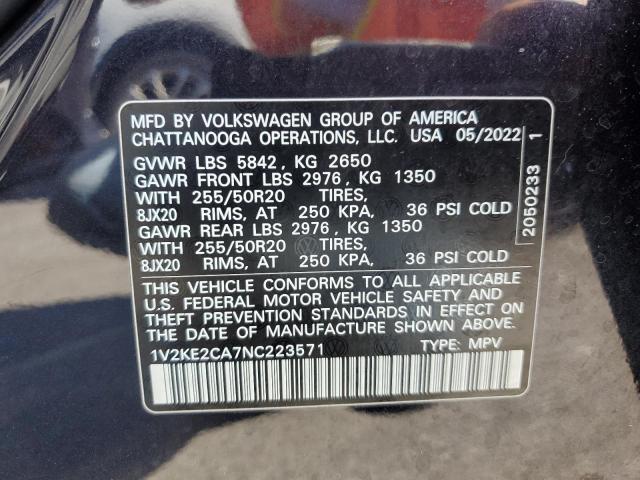 MFD BY VOLKSWAGEN GROUP OF AMERICA
CHATTANOOGA OPERATIONS, LLC. USA 05/2022
GVWR LBS 5842, KG 2650
GAWR FRONT LBS 2976, KG 1350
WITH 255/50R20 TIRES,
8JX20 RIMS, AT 250 KPA, 36 PSI COLD
GAWR REAR LBS 2976, KG 1350
WITH 255/50R20 TIRES,
8JX20 RIMS, AT 250 KPA, 36 PSI COLD
THIS VEHICLE CONFORMS TO ALL APPLICABLE
U.S. FEDERAL MOTOR VEHICLE SAFETY AND
THEFT PREVENTION STANDARDS IN EFFECT ON
THE DATE OF MANUFACTURE SHOWN ABOVE.
1V2KE2CA7NC223571 TYPE: MPV
2050233 1